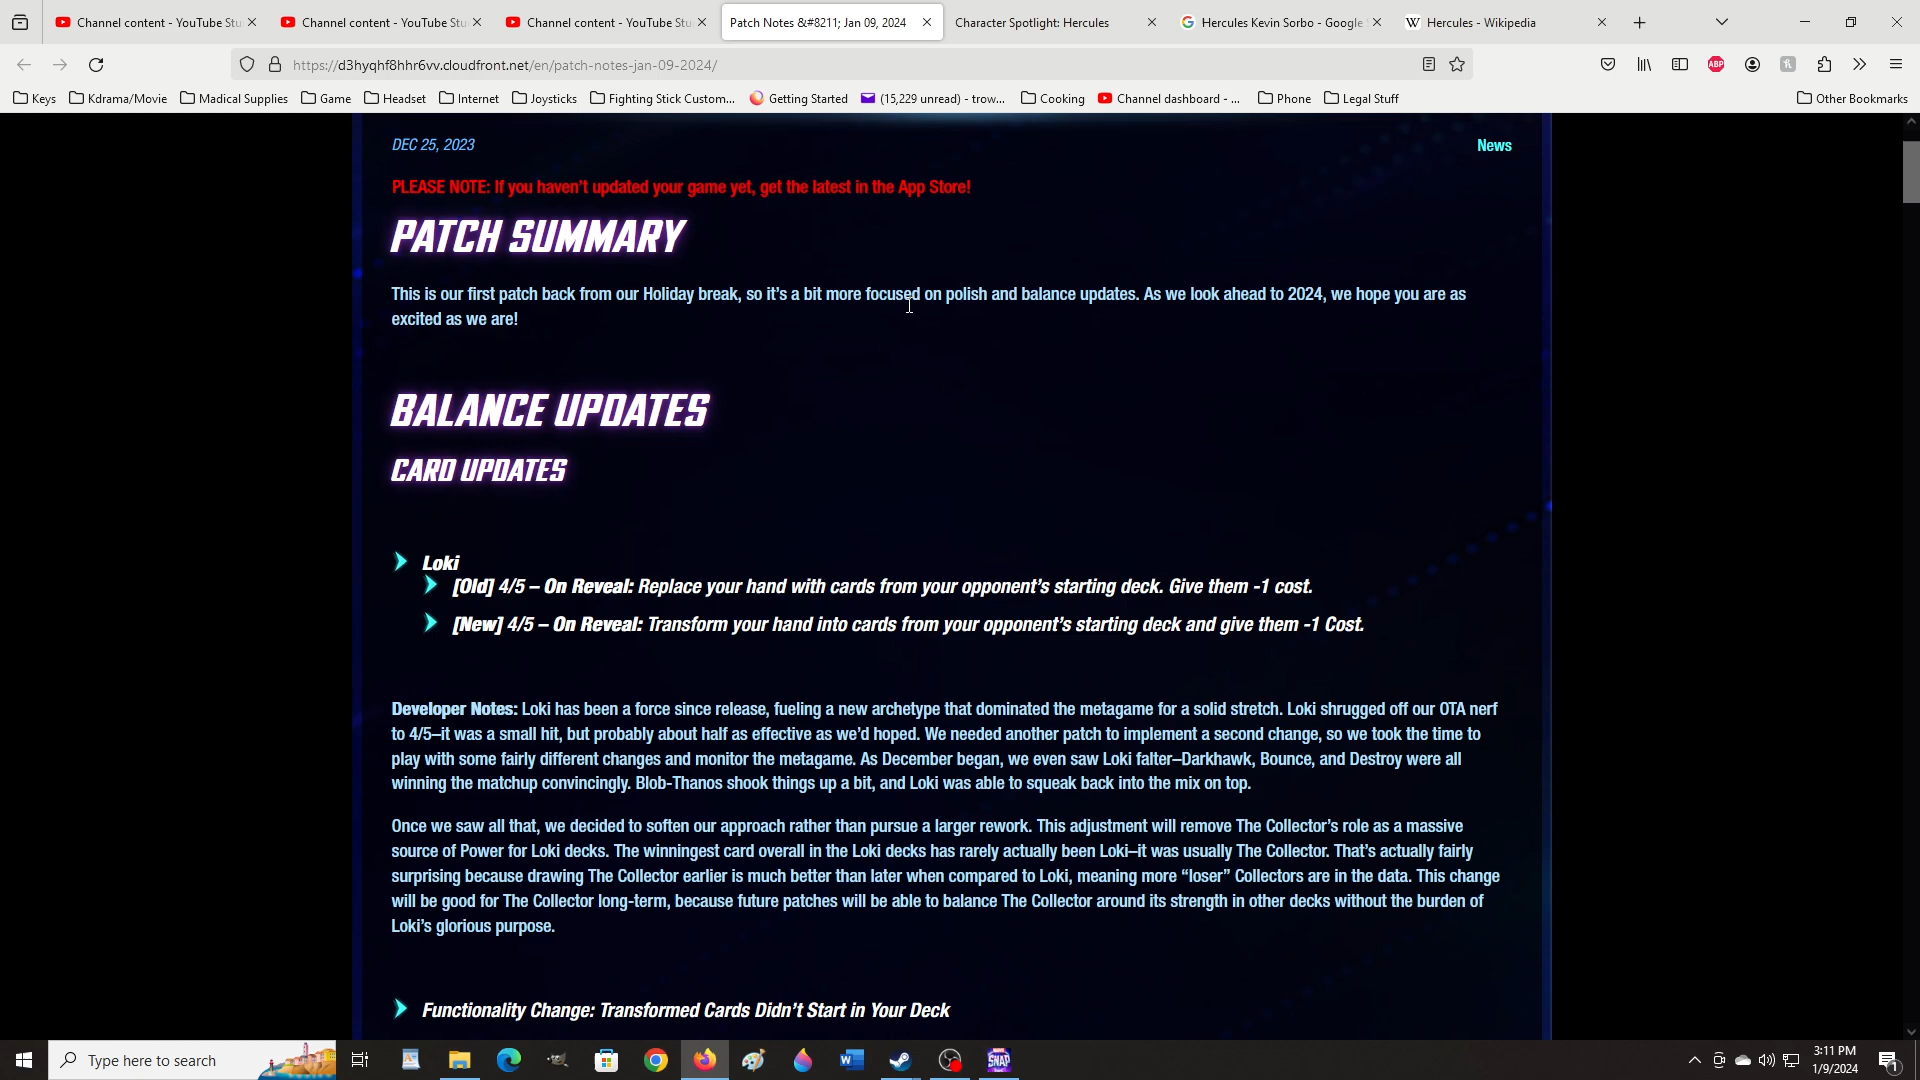 Channel content - YouTube Stu
Channel content - YouTube Stu
Channel content - YouTube Stu
Patch Notes &#8211; Jan 09, 2024
Character Spotlight: Hercules
Hercules Kevin Sorbo - Google
Hercules - Wikipedia
https://d3hyqhf8hhr6vv.cloudfront.net/en/patch-notes-jan-09-2024/
ABP
Keys
Kdrama/Movie
Madical Supplies
Game
Headset
Internet
Joysticks
Fighting Stick Custom...
Getting Started
(15,229 unread) - trow...
Cooking
Channel dashboard - ...
Phone
Legal Stuff
Other Bookmarks
DEC 25, 2023
News
PLEASE NOTE: If you haven't updated your game yet, get the latest in the App Store!
PATCH SUMMARY
This is our first patch back from our Holiday break, so it's a bit more focused on polish and balance updates. As we look ahead to 2024, we hope you are as
excited as we are!
BALANCE UPDATES
CARD UPDATES
Loki
[Old] 4/5 – On Reveal: Replace your hand with cards from your opponent's starting deck. Give them -1 cost.
[New] 4/5 – On Reveal: Transform your hand into cards from your opponent's starting deck and give them -1 Cost.
Developer Notes: Loki has been a force since release, fueling a new archetype that dominated the metagame for a solid stretch. Loki shrugged off our OTA nerf
to 4/5–it was a small hit, but probably about half as effective as we'd hoped. We needed another patch to implement a second change, so we took the time to
play with some fairly different changes and monitor the metagame. As December began, we even saw Loki falter–Darkhawk, Bounce, and Destroy were all
winning the matchup convincingly. Blob-Thanos shook things up a bit, and Loki was able to squeak back into the mix on top.
Once we saw all that, we decided to soften our approach rather than pursue a larger rework. This adjustment will remove The Collector's role as a massive
source of Power for Loki decks. The winningest card overall in the Loki decks has rarely actually been Loki–it was usually The Collector. That's actually fairly
surprising because drawing The Collector earlier is much better than later when compared to Loki, meaning more "loser" Collectors are in the data. This change
will be good for The Collector long-term, because future patches will be able to balance The Collector around its strength in other decks without the burden of
Loki's glorious purpose.
Functionality Change: Transformed Cards Didn't Start in Your Deck
Type here to search
SNAP
3:11 PM
1/9/2024
1